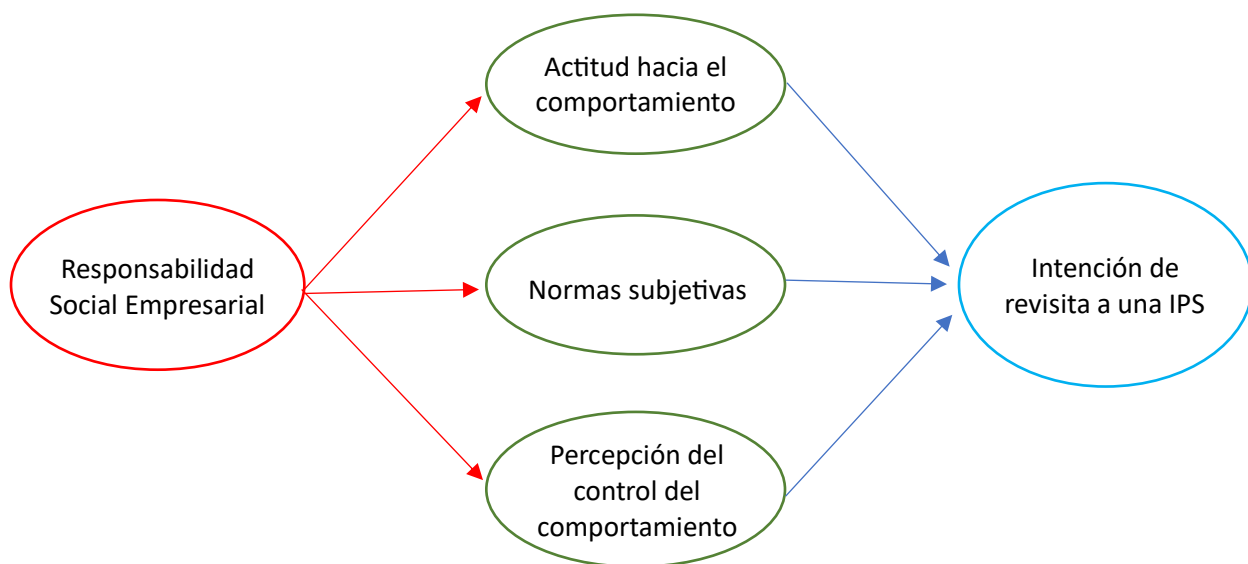 Actitud hacia el
comportamiento
Responsabilidad
Social Empresarial
Normas subjetivas
Intención de
revisita a una IPS
Percepción del
control del
comportamiento